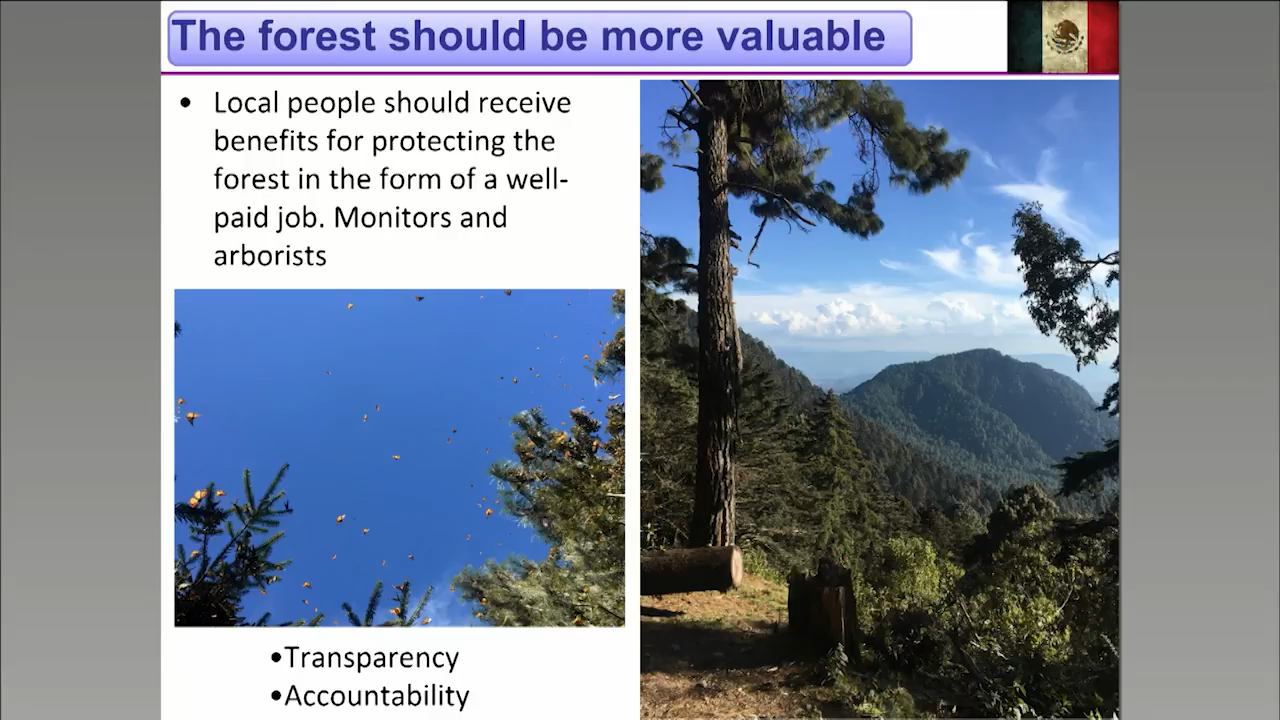 The forest should be more valuable
• Local people should receive
benefits for protecting the
forest in the form of a well-
paid job. Monitors and
arborists
•Transparency
•Accountability